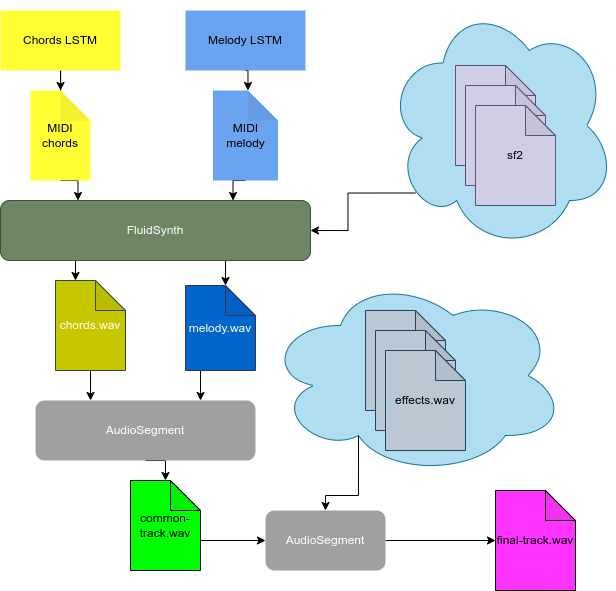 Chords LSTM
Melody LSTM
MIDI
chords
MIDI
melody
sf2
FluidSynth
chords.wav
melody.wav
effects.wav
AudioSegment
common-
track.wav
AudioSegment
final-track.wav